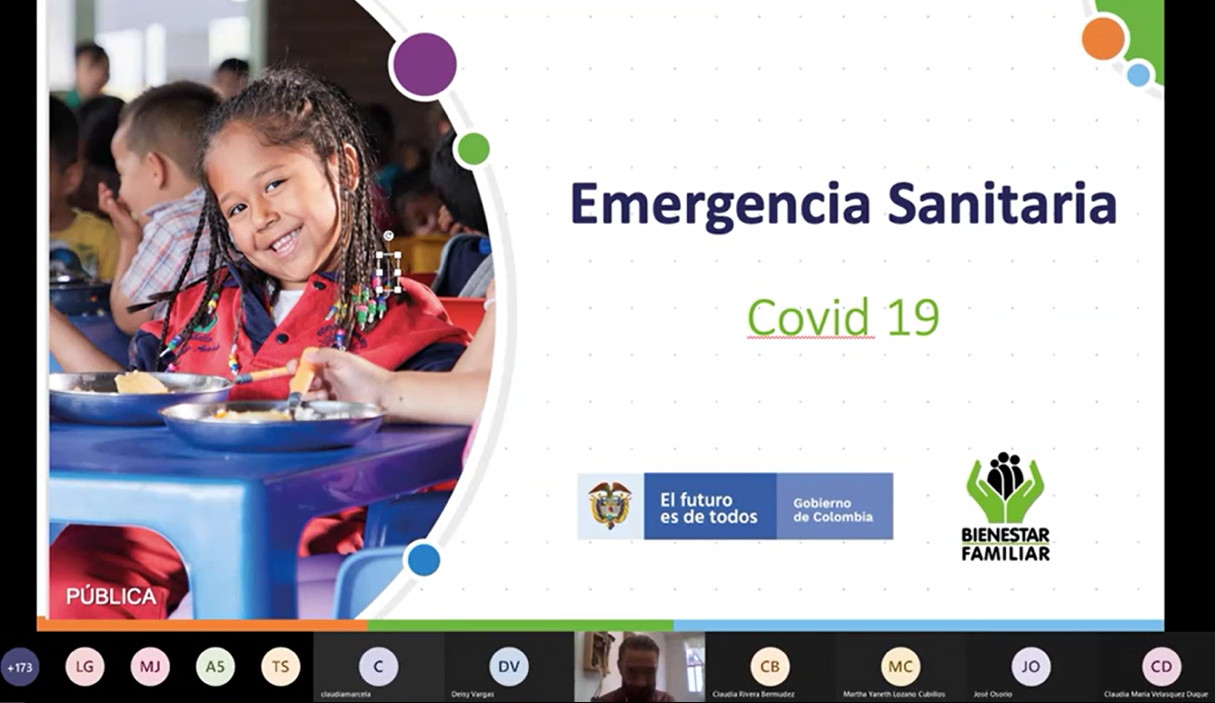 Emergencia Sanitaria
Covid 19
El futuro
es de todos
Gobierno
de Colombia
BIENESTAR
FAMILIAR
PÚBLICA
+173
LG
MJ
A5
TS
C
claudiamarcela
DV
Deisy Vargas
CB
Claudia Rivera Bermudez
MC
Martha Yaneth Lozano Cubillos
JO
José Osorio
CD
Claudia Maria Velasquez Duque